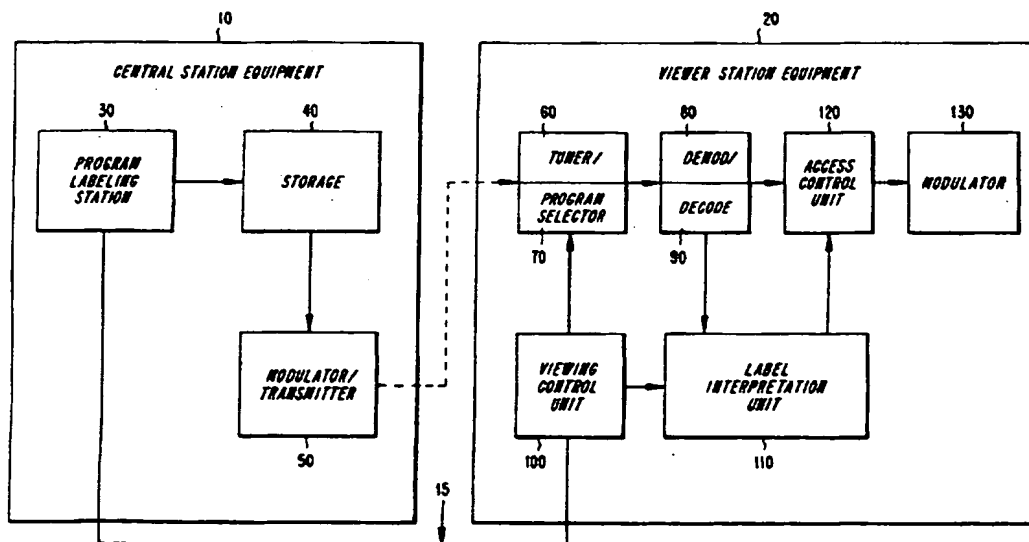 10
20
CENTRAL STATION EQUIPMENT
VIEWER STATION EQUIPMENT
30
40
60
80
120
130
PROGRAM
LABELING
STATION
STORAGE
TUNER/
PROGRAM
SELECTOR
DEMOD/
DECODE
ACCESS
CONTROL
UNIT
MODULATOR
70
90
MODULATOR/
TRANSMITTER
VIEWING
CONTROL
UNIT
LABEL
INTERPRETATION
UNIT
50
100
110
15